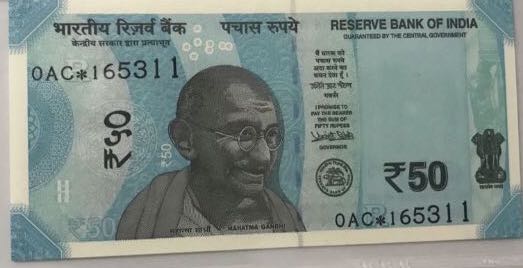 भारतीय रिज़र्व बैंक
केन्द्रीय सरकार द्वारा प्रत्याभूत
पचास रुपये
RESERVE BANK OF INDIA
GUARANTEED BY THE CENTRAL GOVERNMENT
0AC*165311
मैं धारक को
पचास रुपये
अदा करने का
वचन देता हूँ।
गवर्नर
I PROMISE TO
PAY THE BEARER
THE SUM OF
FIFTY RUPEES
GOVERNOR
₹५०
₹50
₹50
₹50
सत्यमेव जयते
0AC*165311
महात्मा गांधी MAHATMA GANDHI